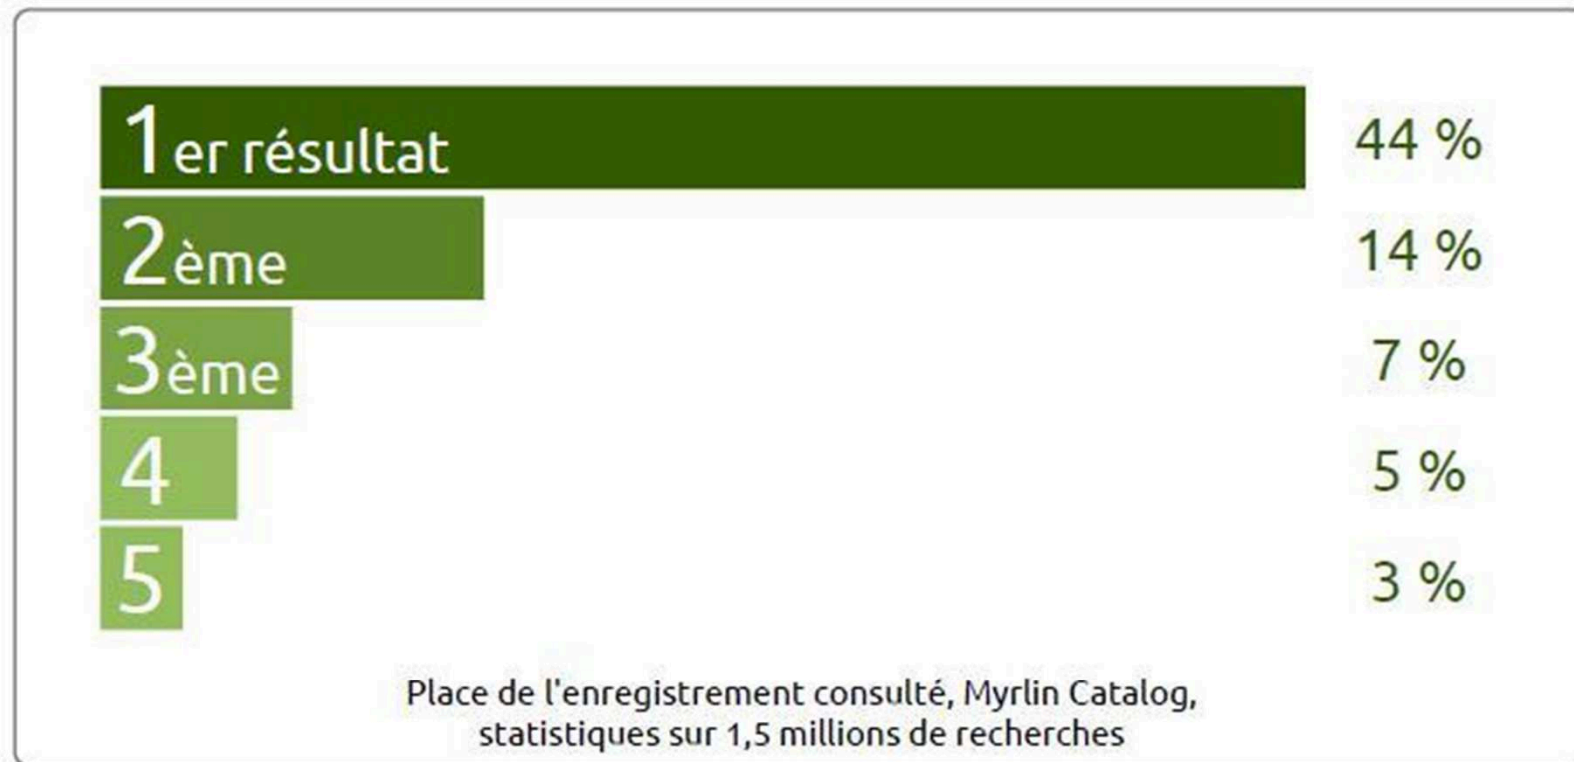 1er résultat 44 %
2ème 14 %
3ème 7 %
4 5 %
5 3 %
Place de l'enregistrement consulté, Myrlin Catalog,
statistiques sur 1,5 millions de recherches